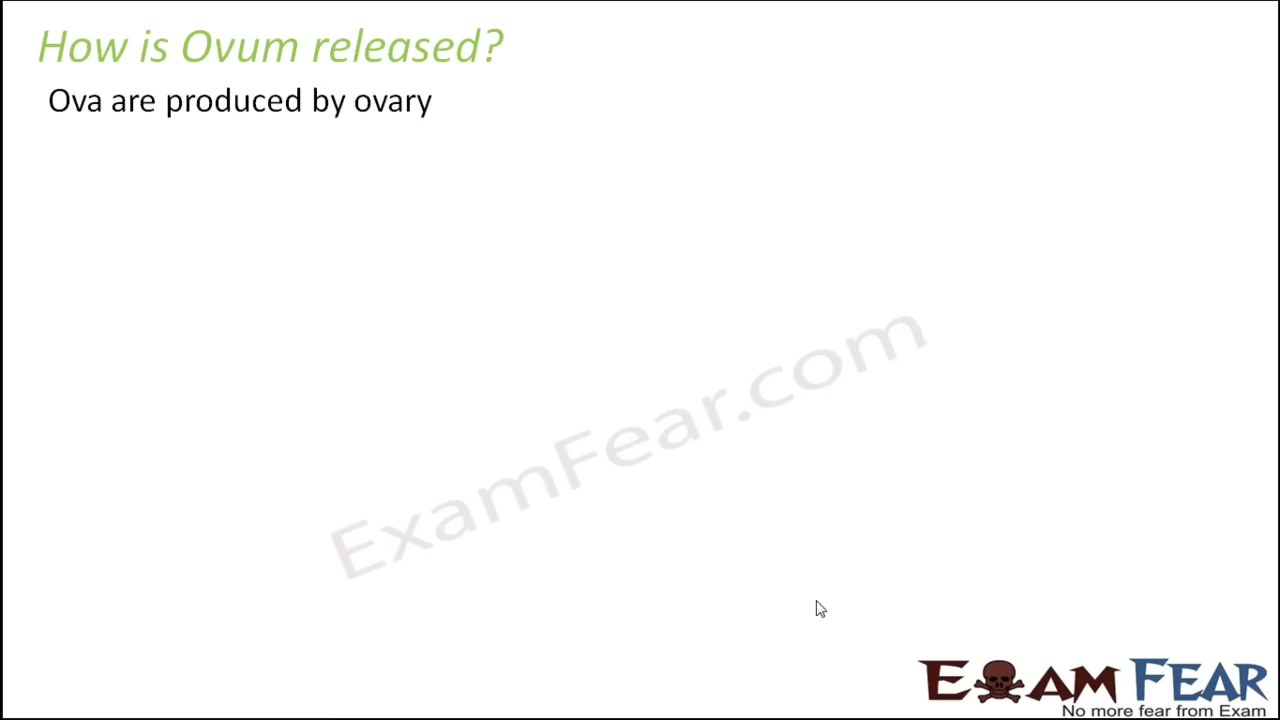 How is Ovum released?
Ova are produced by ovary
ExamFear.com
EXAM FEAR
No more fear from Exam